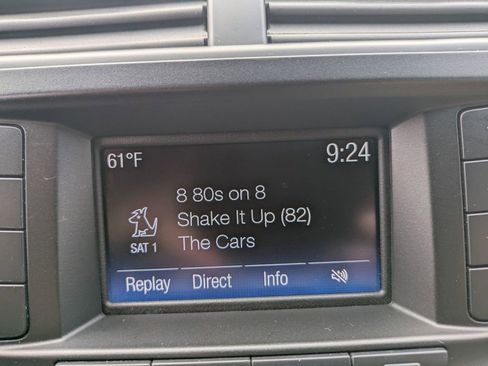 61°F 9:24
8 80s on 8
Shake It Up (82)
SAT 1 The Cars
Replay Direct Info